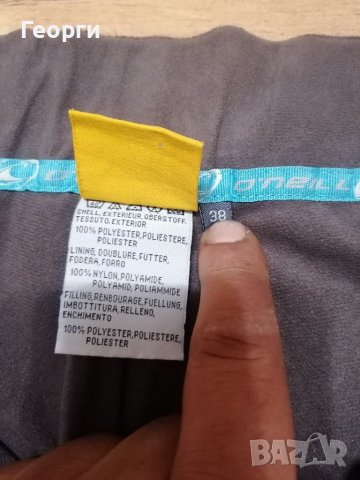 Георги
O'NEILL
38
SHELL, EXTERIEUR, OBERSTOFF,
TESSUTO, EXTERIOR
100% POLYESTER, POLIESTERE,
POLIESTER
LINING, DOUBLURE, FUTTER,
FODERA, FORRO
100% NYLON, POLYAMIDE,
POLYAMID, POLIAMMIDE
FILLING, REMBOURAGE, FUELLUNG,
IMBOTTITURA, RELLENO,
ENCHIMENTO
100% POLYESTER, POLIESTERE,
POLIESTER
BAZAR
bg